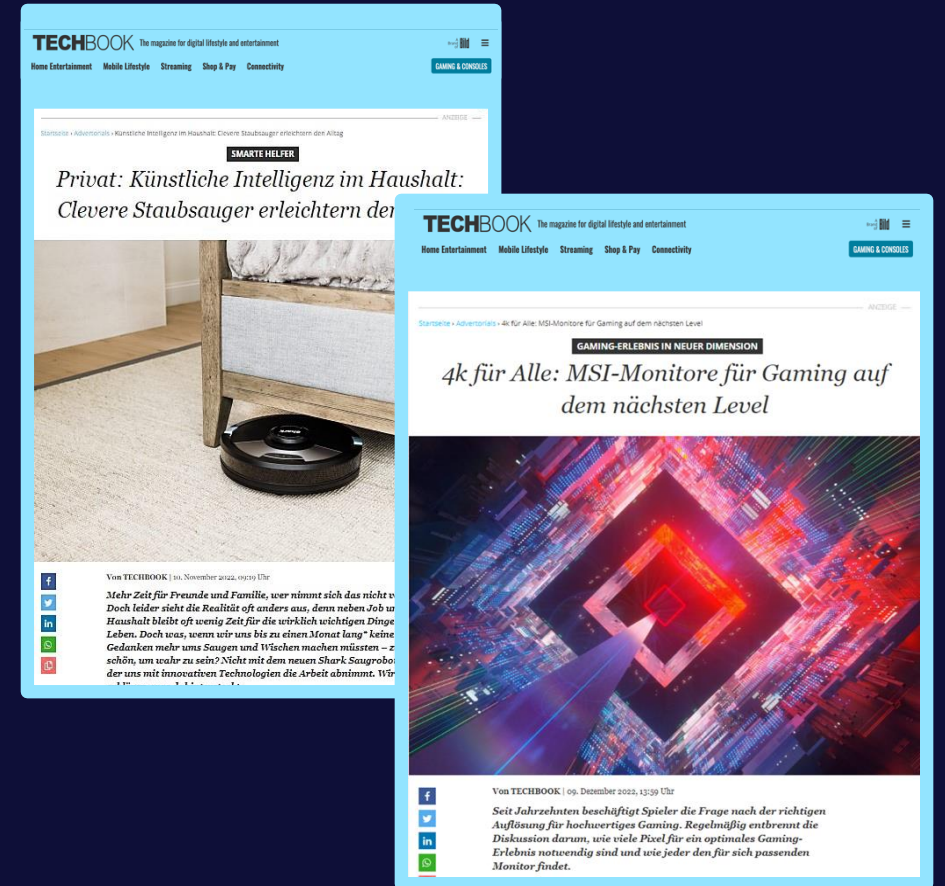 TECHBOOK The magazine for digital lifestyle and entertainment
Bild
Home Entertainment Mobile Lifestyle Streaming Shop & Pay Connectivity
GAMING & CONSOLES
ANZEIGE
Startseite › Advertorials › Künstliche Intelligenz im Haushalt: Clevere Staubsauger erleichtern den Alltag
SMARTE HELFER
Privat: Künstliche Intelligenz im Haushalt:
Clevere Staubsauger erleichtern den
Shark
Von TECHBOOK | 10. November 2022, 09:19 Uhr
Mehr Zeit für Freunde und Familie, wer nimmt sich das nicht
Doch leider sieht die Realität oft anders aus, denn neben Job
Haushalt bleibt oft wenig Zeit für die wirklich wichtigen Dinge
Leben. Doch was, wenn wir uns bis zu einen Monat lang* keine
Gedanken mehr ums Saugen und Wischen machen müssten –
schön, um wahr zu sein? Nicht mit dem neuen Shark
der uns mit innovativen Technologien die Arbeit abnimmt. Wir
TECHBOOK The magazine for digital lifestyle and entertainment
Bild
Home Entertainment Mobile Lifestyle Streaming Shop & Pay Connectivity
GAMING & CONSOLES
ANZEIGE
Startseite › Advertorials › 4k für Alle: MSI-Monitore für Gaming auf dem nächsten Level
GAMING-ERLEBNIS IN NEUER DIMENSION
4k für Alle: MSI-Monitore für Gaming auf
dem nächsten Level
Von TECHBOOK | 09. Dezember 2022, 13:59 Uhr
Seit Jahrzehnten beschäftigt Spieler die Frage nach der richtigen
Auflösung für hochwertiges Gaming. Regelmäßig entbrennt die
Diskussion darum, wie viele Pixel für ein optimales Gaming-
Erlebnis notwendig sind und wie jeder den für sich passenden
Monitor findet.